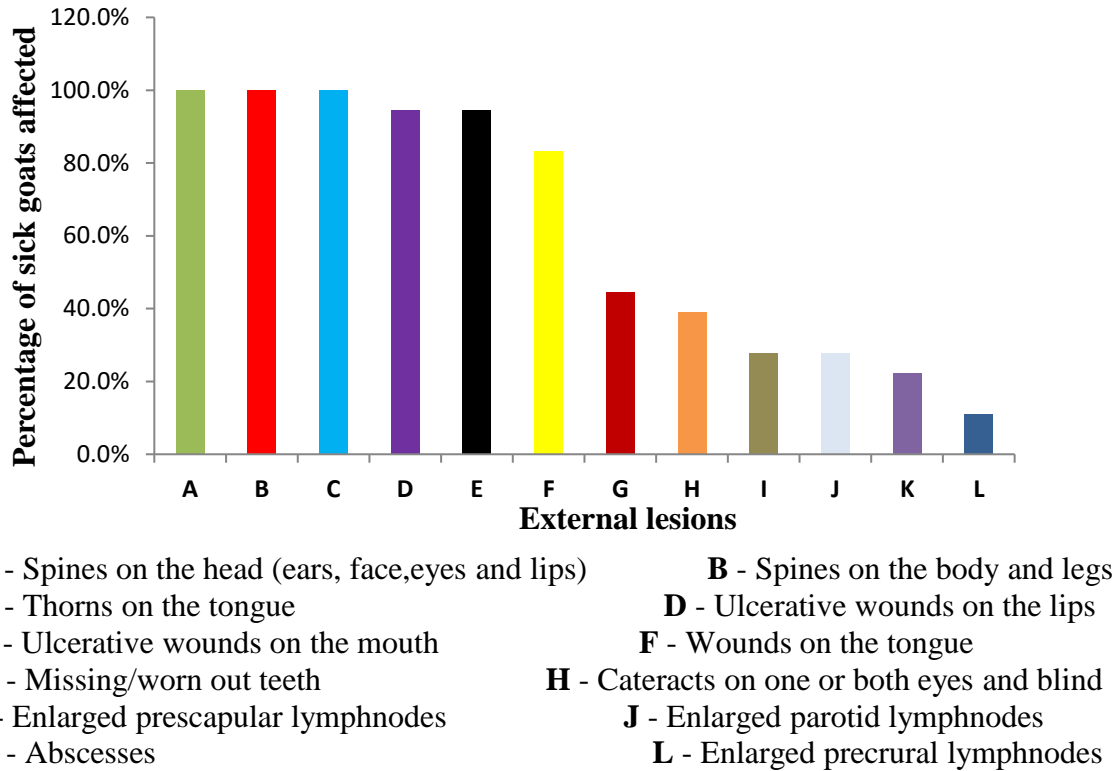 120.0%
100.0%
80.0%
60.0%
40.0%
20.0%
0.0%
Percentage of sick goats affected
A B C D E F G H I J K L
External lesions
- Spines on the head (ears, face,eyes and lips) B - Spines on the body and legs
- Thorns on the tongue D - Ulcerative wounds on the lips
- Ulcerative wounds on the mouth F - Wounds on the tongue
- Missing/worn out teeth H - Cateracts on one or both eyes and blind
- Enlarged prescapular lymphnodes J - Enlarged parotid lymphnodes
- Abscesses L - Enlarged precrural lymphnodes